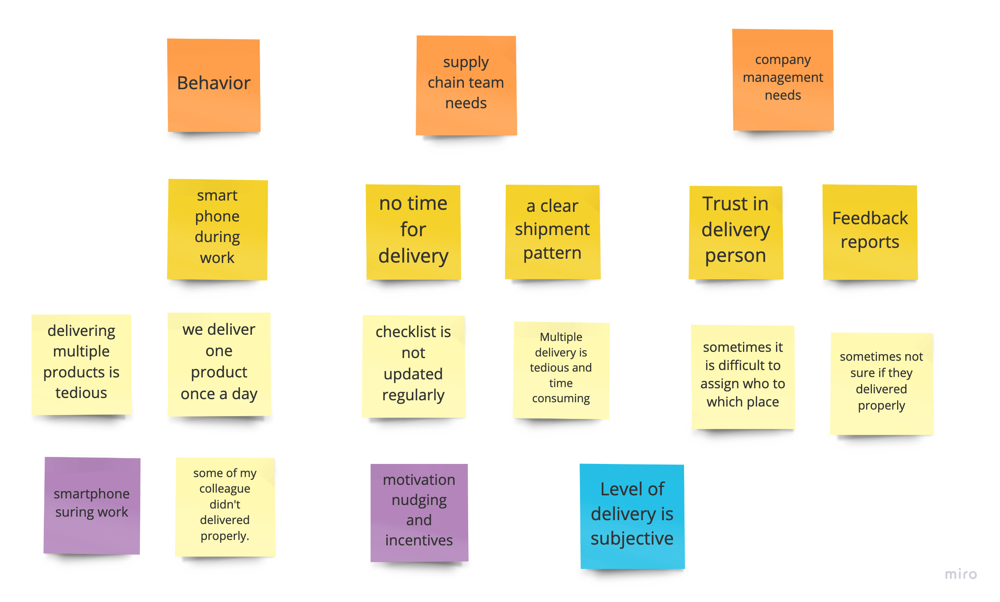 Behavior
supply
chain team
needs
company
management
needs
smart
phone
during
work
no time
for
delivery
a clear
shipment
pattern
Trust in
delivery
person
Feedback
reports
delivering
multiple
products is
tedious
we deliver
one
product
once a day
checklist is
not
updated
regularly
Multiple
delivery is
tedious and
time
consuming
sometimes it
is difficult to
assign who to
which place
sometimes not
sure if they
delivered
properly
smartphone
suring work
some of my
colleague
didn't
delivered
properly.
motivation
nudging
and
incentives
Level of
delivery is
subjective
miro